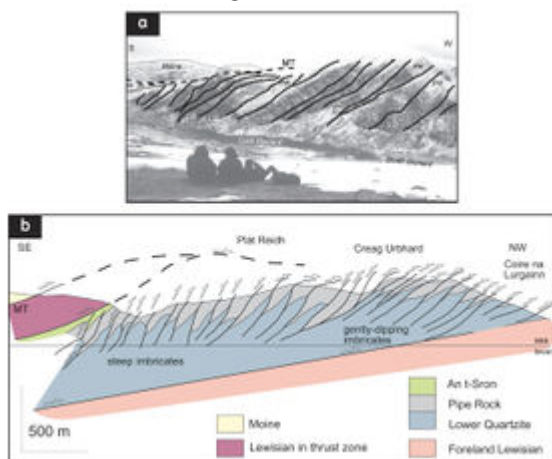 a
MT
Moine
b
SE
Plat Reidh
Creag Urbhard
NW
Coire na
Lurgainn
MT
steep imbricates
gently-dipping
imbricates
500 m
Moine
Lewisian in thrust zone
An t-Sron
Pipe Rock
Lower Quartzite
Foreland Lewisian